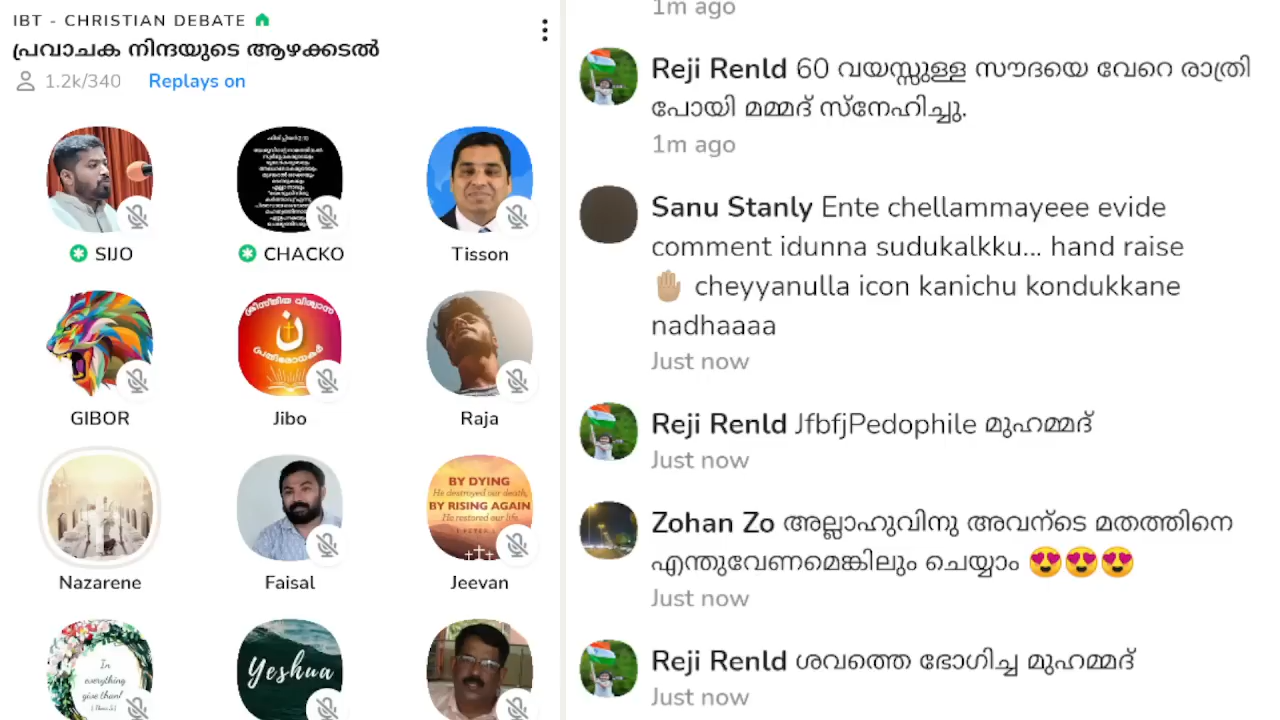 IBT - CHRISTIAN DEBATE
പ്രവാചക നിന്ദയുടെ ആഴക്കടൽ
1.2k/340 Replays on
SIJO
CHACKO
Tisson
ക്രിസ്തീയ വിശ്വാസ
ن
പ്രതിരോധകർ
GIBOR
Jibo
Raja
BY DYING
He destroyed our death,
BY RISING AGAIN
He restored our life.
Nazarene
Faisal
Jeevan
In
everything
give thanks
Yeshua
1m ago
Reji Renld 60 വയസ്സുള്ള സൗദയെ വേറെ രാത്രി
പോയി മമ്മദ് സ്നേഹിച്ചു.
1m ago
Sanu Stanly Ente chellammayeee evide
comment idunna sudukalkku... hand raise
✋🏼 cheyyanulla icon kanichu kondukkane
nadhaaaa
Just now
Reji Renld JfbfjPedophile മുഹമ്മദ്
Just now
Zohan Zo അല്ലാഹുവിനു അവന്ടെ മതത്തിനെ
എന്തുവേണമെങ്കിലും ചെയ്യാം 😍😍😍
Just now
Reji Renld ശവത്തെ ഭോഗിച്ച മുഹമ്മദ്
Just now